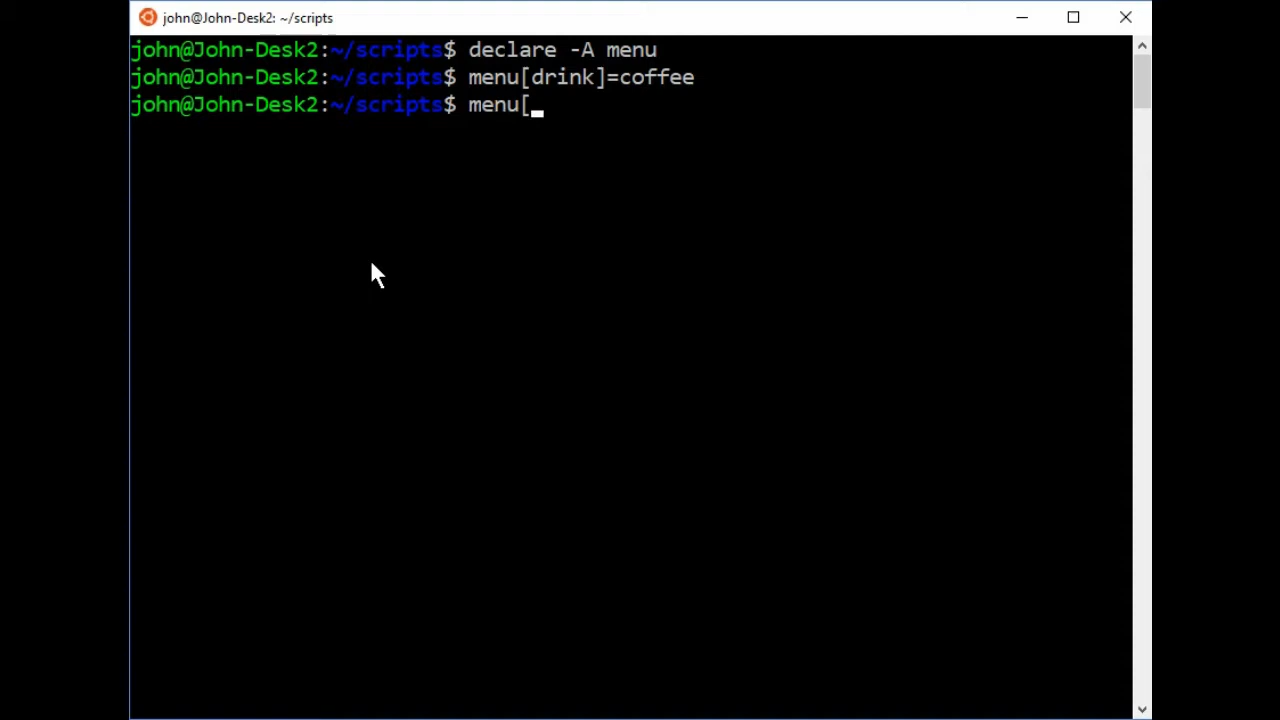 john@John-Desk2: ~/scripts
john@John-Desk2:~/scripts$ declare -A menu
john@John-Desk2:~/scripts$ menu[drink]=coffee
john@John-Desk2:~/scripts$ menu[